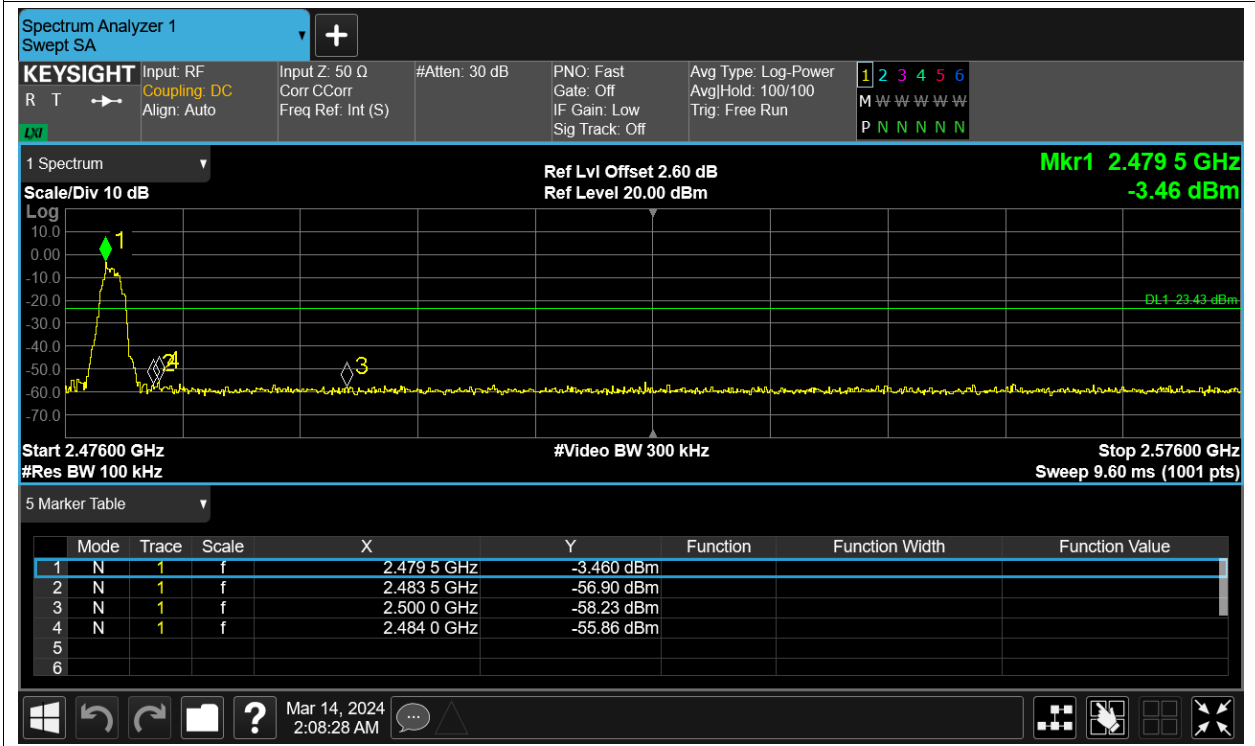 Spectrum Analyzer 1
Swept SA
+
KEYSIGHT Input: RF Input Z: 50 Ω #Atten: 30 dB PNO: Fast Avg Type: Log-Power 1 2 3 4 5 6
R T Coupling: DC Corr CCorr Gate: Off Avg|Hold: 100/100 M W W W W W
Align: Auto Freq Ref: Int (S) IF Gain: Low Trig: Free Run
LXI Sig Track: Off P N N N N N
1 Spectrum Ref Lvl Offset 2.60 dB Mkr1 2.479 5 GHz
Scale/Div 10 dB Ref Level 20.00 dBm -3.46 dBm
Log
10.0
1
0.00
-10.0
-20.0 DL1 -23.43 dBm
-30.0
-40.0
2 4 3
-50.0
-60.0
-70.0
Start 2.47600 GHz #Video BW 300 kHz Stop 2.57600 GHz
#Res BW 100 kHz Sweep 9.60 ms (1001 pts)
5 Marker Table
Mode Trace Scale X Y Function Function Width Function Value
1 N 1 f 2.479 5 GHz -3.460 dBm
2 N 1 f 2.483 5 GHz -56.90 dBm
3 N 1 f 2.500 0 GHz -58.23 dBm
4 N 1 f 2.484 0 GHz -55.86 dBm
5
6
? Mar 14, 2024
2:08:28 AM